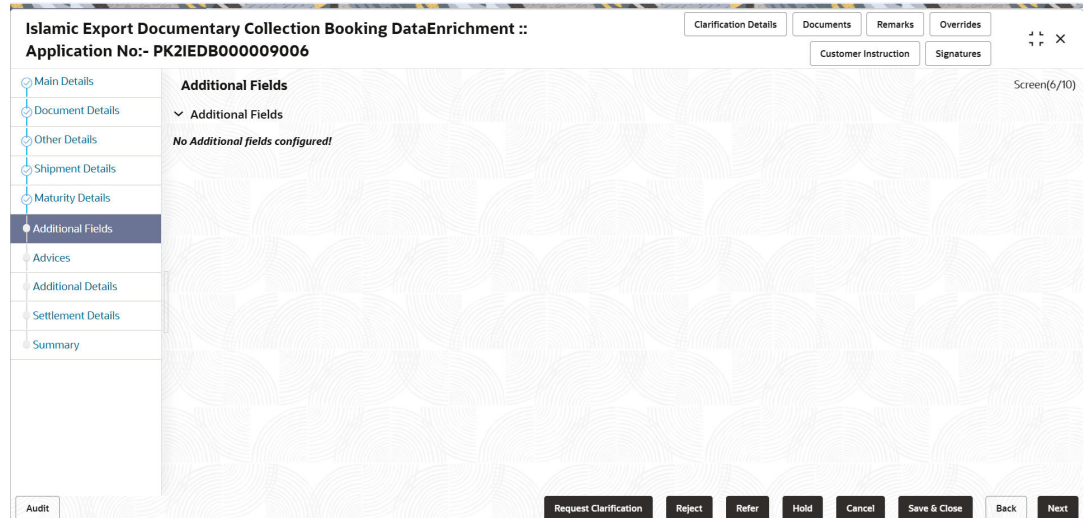 Islamic Export Documentary Collection Booking DataEnrichment ::
Application No:- PK2IEDB000009006
Clarification Details
Documents
Remarks
Overrides
Customer Instruction
Signatures
Main Details
Document Details
Other Details
Shipment Details
Maturity Details
Additional Fields
Advices
Additional Details
Settlement Details
Summary
Additional Fields
Screen(6/10)
Additional Fields
No Additional fields configured!
Audit
Request Clarification
Reject
Refer
Hold
Cancel
Save & Close
Back
Next